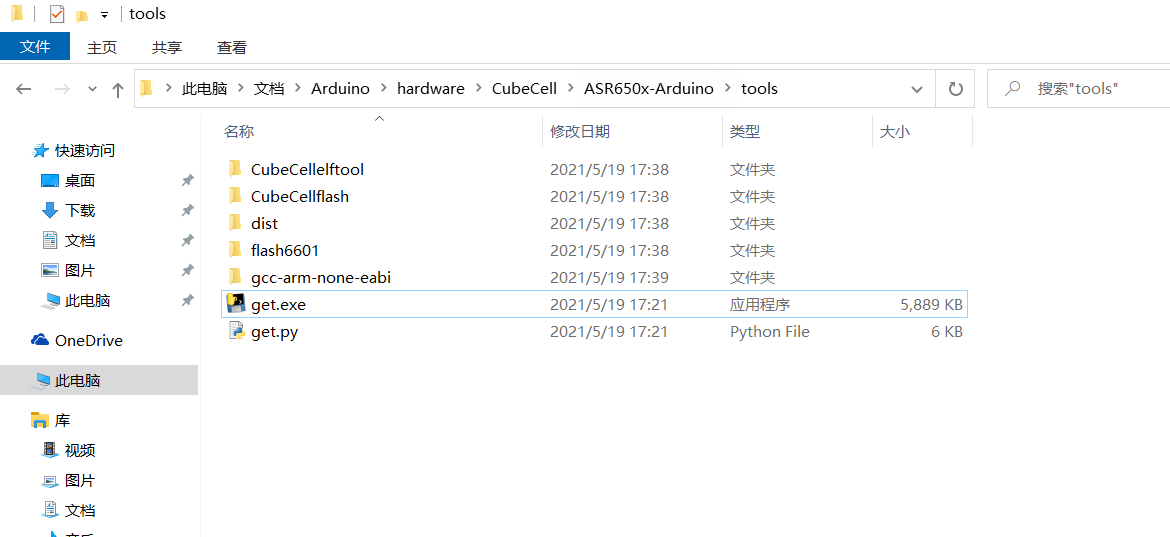 tools
文件 主页 共享 查看
此电脑 文档 Arduino hardware CubeCell ASR650x-Arduino tools 搜索"tools"
名称 修改日期 类型 大小
快速访问
桌面
下载
文档
图片
此电脑
OneDrive
此电脑
库
视频
图片
文档
CubeCellelftool 2021/5/19 17:38 文件夹
CubeCellflash 2021/5/19 17:38 文件夹
dist 2021/5/19 17:38 文件夹
flash6601 2021/5/19 17:38 文件夹
gcc-arm-none-eabi 2021/5/19 17:39 文件夹
get.exe 2021/5/19 17:21 应用程序 5,889 KB
get.py 2021/5/19 17:21 Python File 6 KB